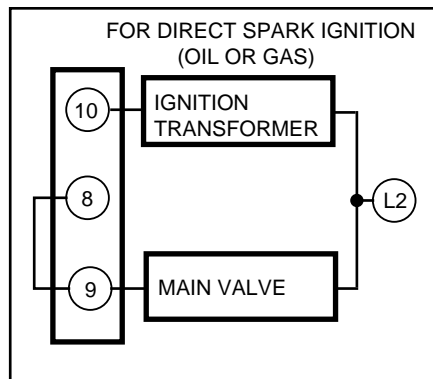 FOR DIRECT SPARK IGNITION
(OIL OR GAS)
10
IGNITION
TRANSFORMER
8
L2
9
MAIN VALVE